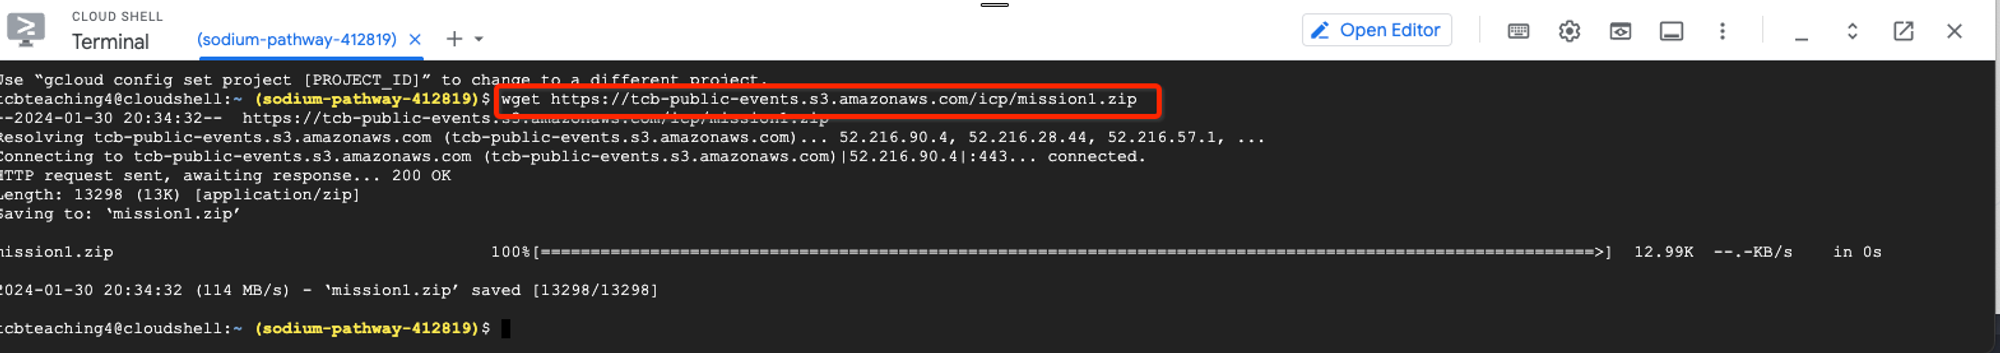 CLOUD SHELL
Terminal
(sodium-pathway-412819)
Open Editor
Use “gcloud config set project [PROJECT_ID]” to change to a different project.
tcbteaching4@cloudshell:~ (sodium-pathway-412819)$ wget https://tcb-public-events.s3.amazonaws.com/icp/mission1.zip
--2024-01-30 20:34:32-- https://tcb-public-events.s3.amazonaws.com/icp/mission1.zip
Resolving tcb-public-events.s3.amazonaws.com (tcb-public-events.s3.amazonaws.com)... 52.216.90.4, 52.216.28.44, 52.216.57.1, ...
Connecting to tcb-public-events.s3.amazonaws.com (tcb-public-events.s3.amazonaws.com)|52.216.90.4|:443... connected.
HTTP request sent, awaiting response... 200 OK
Length: 13298 (13K) [application/zip]
Saving to: ‘mission1.zip’
mission1.zip 100%[==========================================================================================================>] 12.99K --.-KB/s in 0s
2024-01-30 20:34:32 (114 MB/s) - ‘mission1.zip’ saved [13298/13298]
tcbteaching4@cloudshell:~ (sodium-pathway-412819)$